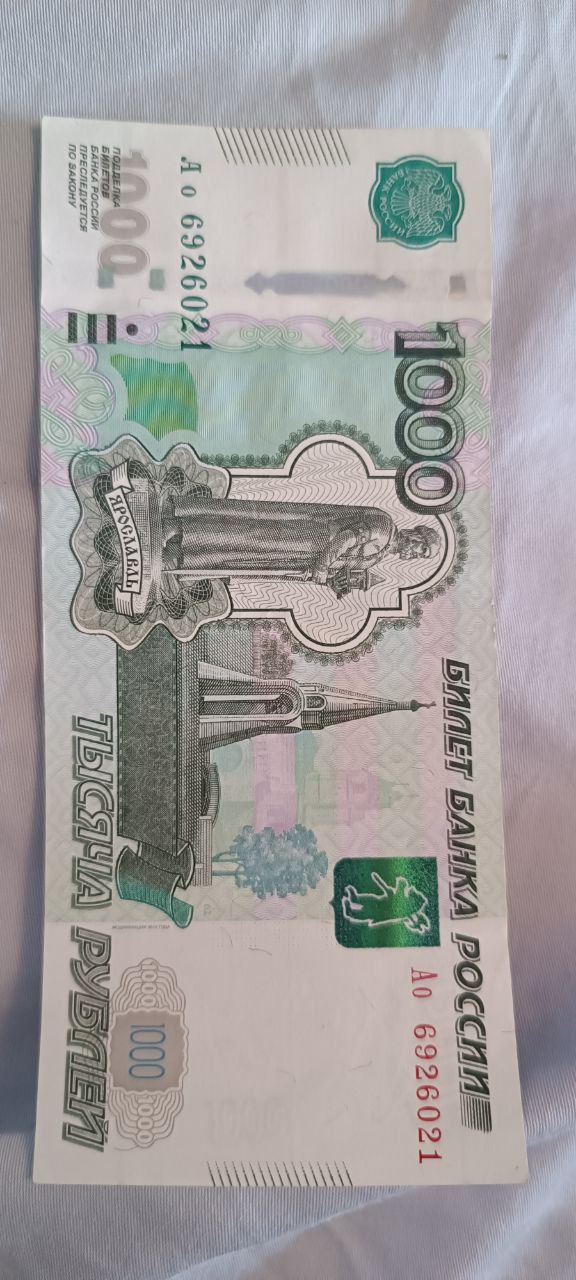 БАНК РОССИИ
1000
БИЛЕТ БАНКА РОССИИ
Ао 6926021
Ао 6926021
1000
ПОДДЕЛКА
БИЛЕТОВ
БАНКА РОССИИ
ПРЕСЛЕДУЕТСЯ
ПО ЗАКОНУ
ЯРОСЛАВЛЬ
1000 1000 1000
ТЫСЯЧА РУБЛЕЙ